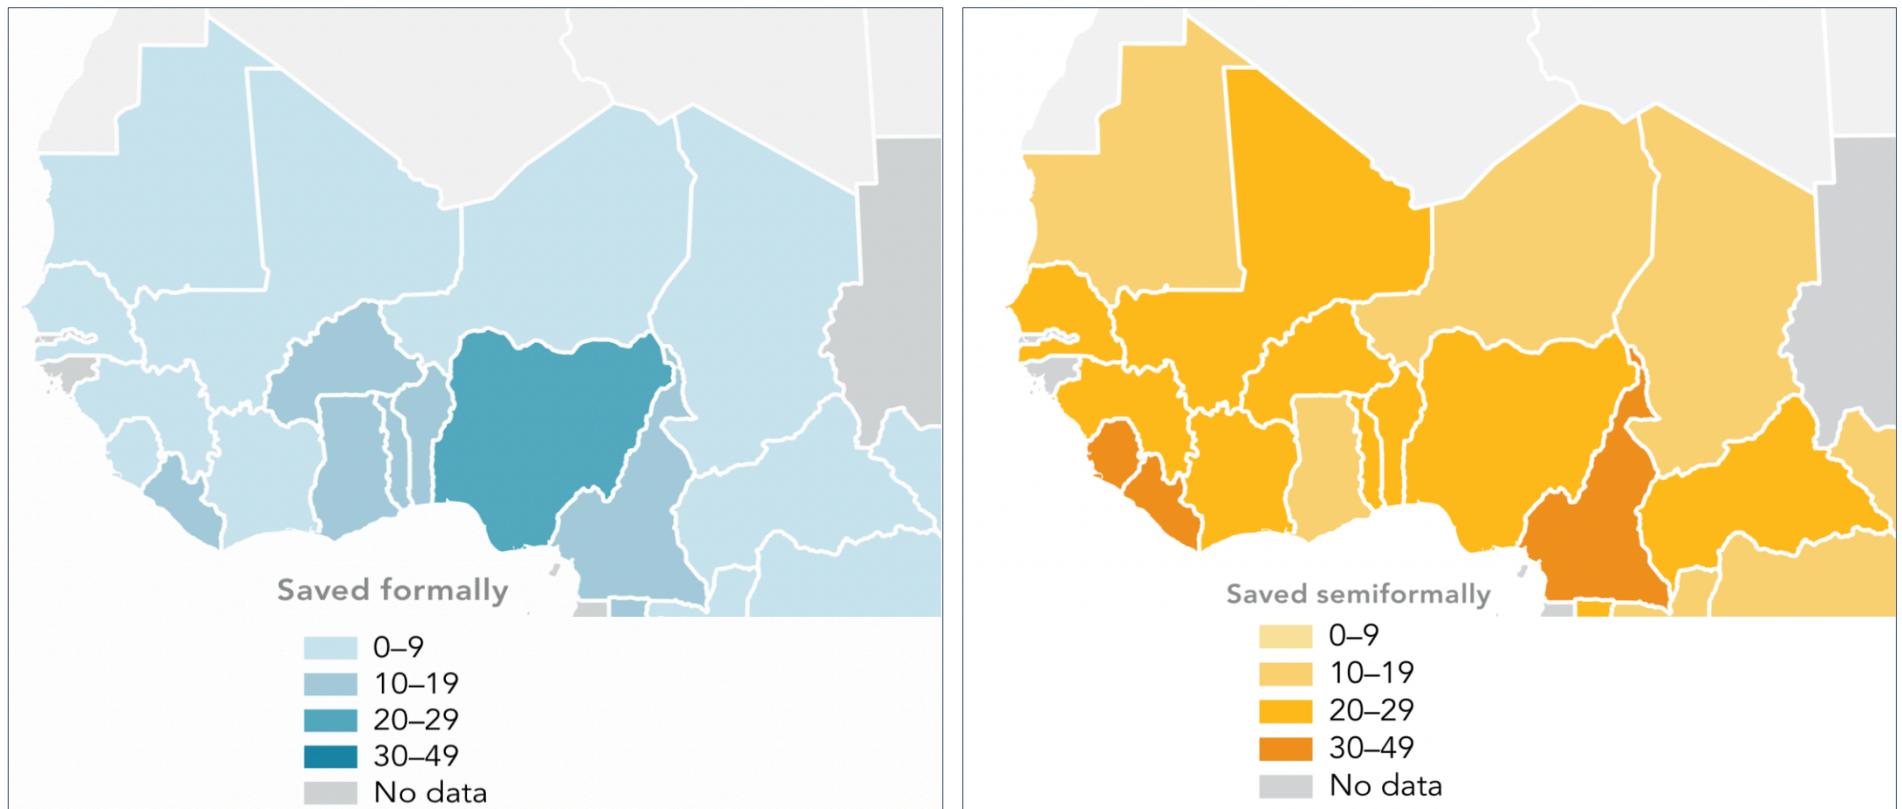 Saved formally
0–9
10–19
20–29
30–49
No data
Saved semiformally
0–9
10–19
20–29
30–49
No data